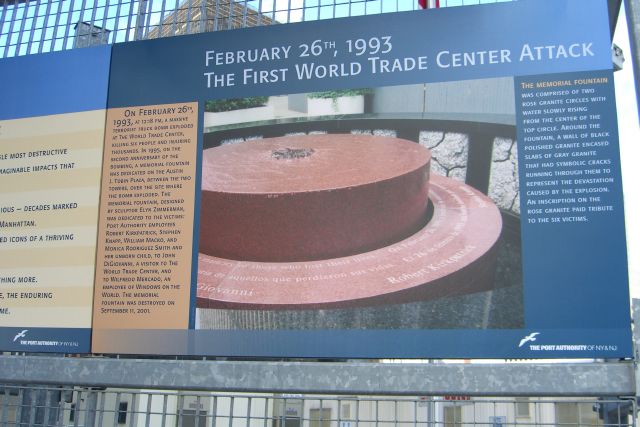 FEBRUARY 26TH, 1993
THE FIRST WORLD TRADE CENTER ATTACK
MOST DESTRUCTIVE
IMPACTS THAT
— DECADES MARKED
MANHATTAN.
ICONS OF A THRIVING
MORE.
THE ENDURING
THE PORT AUTHORITY OF NY & NJ
ON FEBRUARY 26TH,
1993, AT 12:18 PM, A MASSIVE
TERRORIST TRUCK BOMB EXPLODED
AT THE WORLD TRADE CENTER,
KILLING SIX PEOPLE AND INJURING
THOUSANDS. IN 1995, ON THE
SECOND ANNIVERSARY OF THE
BOMBING, A MEMORIAL FOUNTAIN
WAS DEDICATED ON THE AUSTIN
J. TOBIN PLAZA, BETWEEN THE TWO
TOWERS, OVER THE SITE WHERE
THE BOMB EXPLODED. THE
MEMORIAL FOUNTAIN, DESIGNED
BY SCULPTOR ELYN ZIMMERMAN,
WAS DEDICATED TO THE VICTIMS:
PORT AUTHORITY EMPLOYEES
ROBERT KIRKPATRICK, STEPHEN
KNAPP, WILLIAM MACKO, AND
MONICA RODRIGUEZ SMITH AND
HER UNBORN CHILD, TO JOHN
DIGIOVANNI, A VISITOR TO THE
WORLD TRADE CENTER, AND
TO WILFREDO MERCADO, AN
EMPLOYEE OF WINDOWS ON THE
WORLD. THE MEMORIAL
FOUNTAIN WAS DESTROYED ON
SEPTEMBER 11, 2001.
de aquellos que perdieron sus vidas
Robert Kirkpatrick
DiGiovanni
THE MEMORIAL FOUNTAIN
WAS COMPRISED OF TWO
ROSE GRANITE CIRCLES WITH
WATER SLOWLY RISING
FROM THE CENTER OF THE
TOP CIRCLE. AROUND THE
FOUNTAIN, A WALL OF BLACK
POLISHED GRANITE ENCASED
SLABS OF GRAY GRANITE
THAT HAD SYMBOLIC CRACKS
RUNNING THROUGH THEM TO
REPRESENT THE DEVASTATION
CAUSED BY THE EXPLOSION.
AN INSCRIPTION ON THE
ROSE GRANITE PAID TRIBUTE
TO THE SIX VICTIMS.
THE PORT AUTHORITY OF NY & NJ